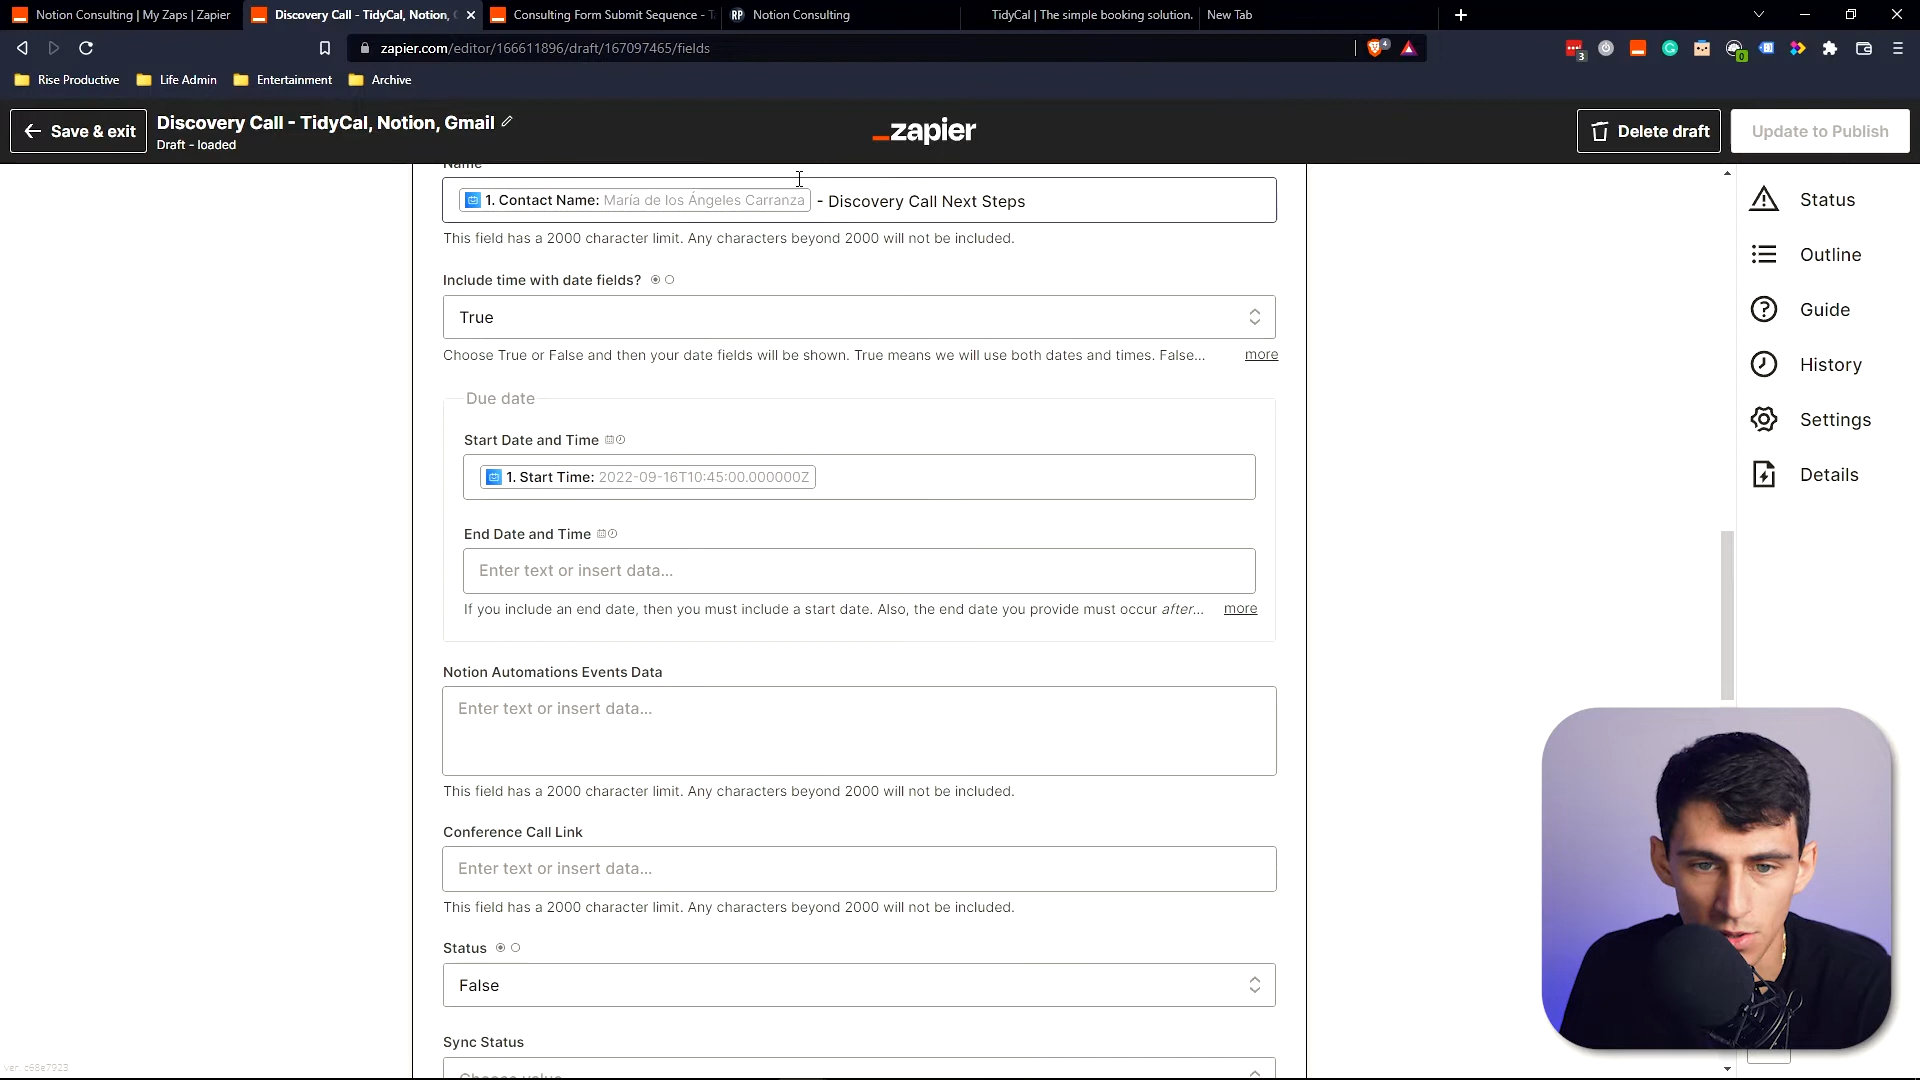 Notion Consulting | My Zaps | Zapier
Discovery Call - TidyCal, Notion,
Consulting Form Submit Sequence -
RP Notion Consulting
TidyCal | The simple booking solution.
New Tab
zapier.com/editor/166611896/draft/167097465/fields
4
3
0
Rise Productive
Life Admin
Entertainment
Archive
Save & exit
Discovery Call - TidyCal, Notion, Gmail
Draft - loaded
_zapier
Delete draft
Update to Publish
Name
1. Contact Name: María de los Ángeles Carranza - Discovery Call Next Steps
This field has a 2000 character limit. Any characters beyond 2000 will not be included.
Include time with date fields?
True
Choose True or False and then your date fields will be shown. True means we will use both dates and times. False... more
Due date
Start Date and Time
1. Start Time: 2022-09-16T10:45:00.000000Z
End Date and Time
Enter text or insert data...
If you include an end date, then you must include a start date. Also, the end date you provide must occur after... more
Notion Automations Events Data
Enter text or insert data...
This field has a 2000 character limit. Any characters beyond 2000 will not be included.
Conference Call Link
Enter text or insert data...
This field has a 2000 character limit. Any characters beyond 2000 will not be included.
Status
False
Sync Status
Choose value
Status
Outline
Guide
History
Settings
Details
ver. c68e7923